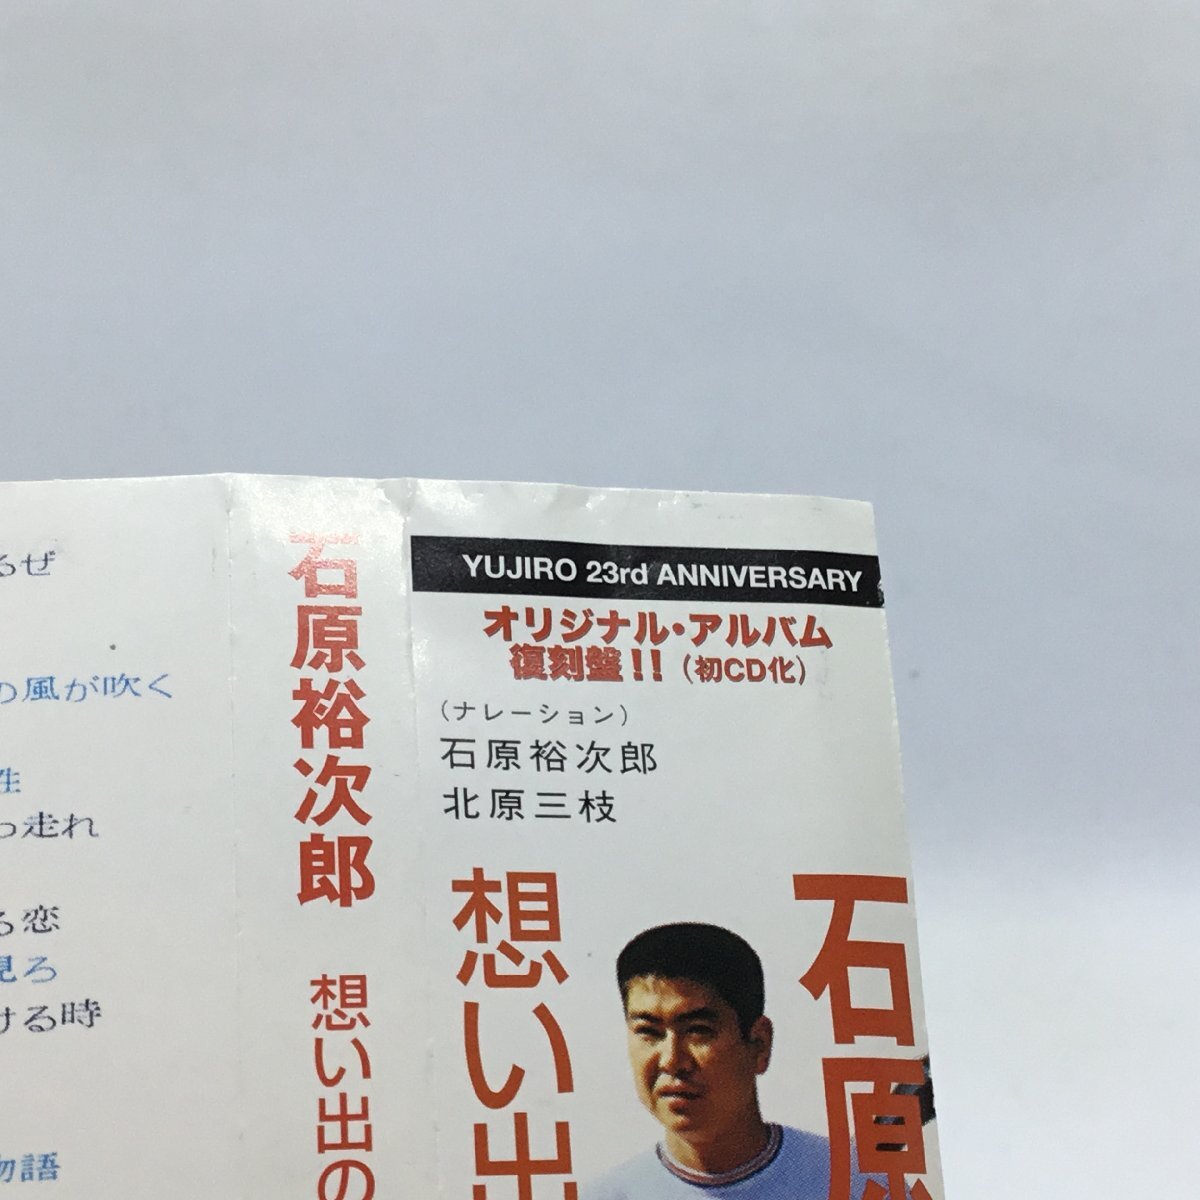 YUJIRO 23rd ANNIVERSARY
オリジナル・アルバム
復刻盤!! (初CD化)
(ナレーション)
石原裕次郎
北原三枝
石原
想い出
石原裕次郎 想い出の
るぜ
の風が吹く
性
っ走れ
る恋
見ろ
ける時
物語